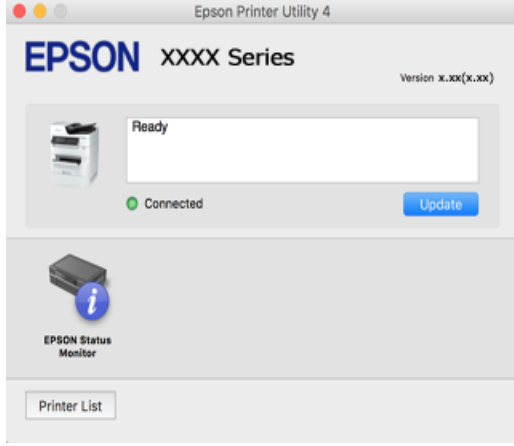 Epson Printer Utility 4
EPSON XXXX Series
Version x.xx(x.xx)
Ready
Connected
Update
EPSON Status
Monitor
Printer List